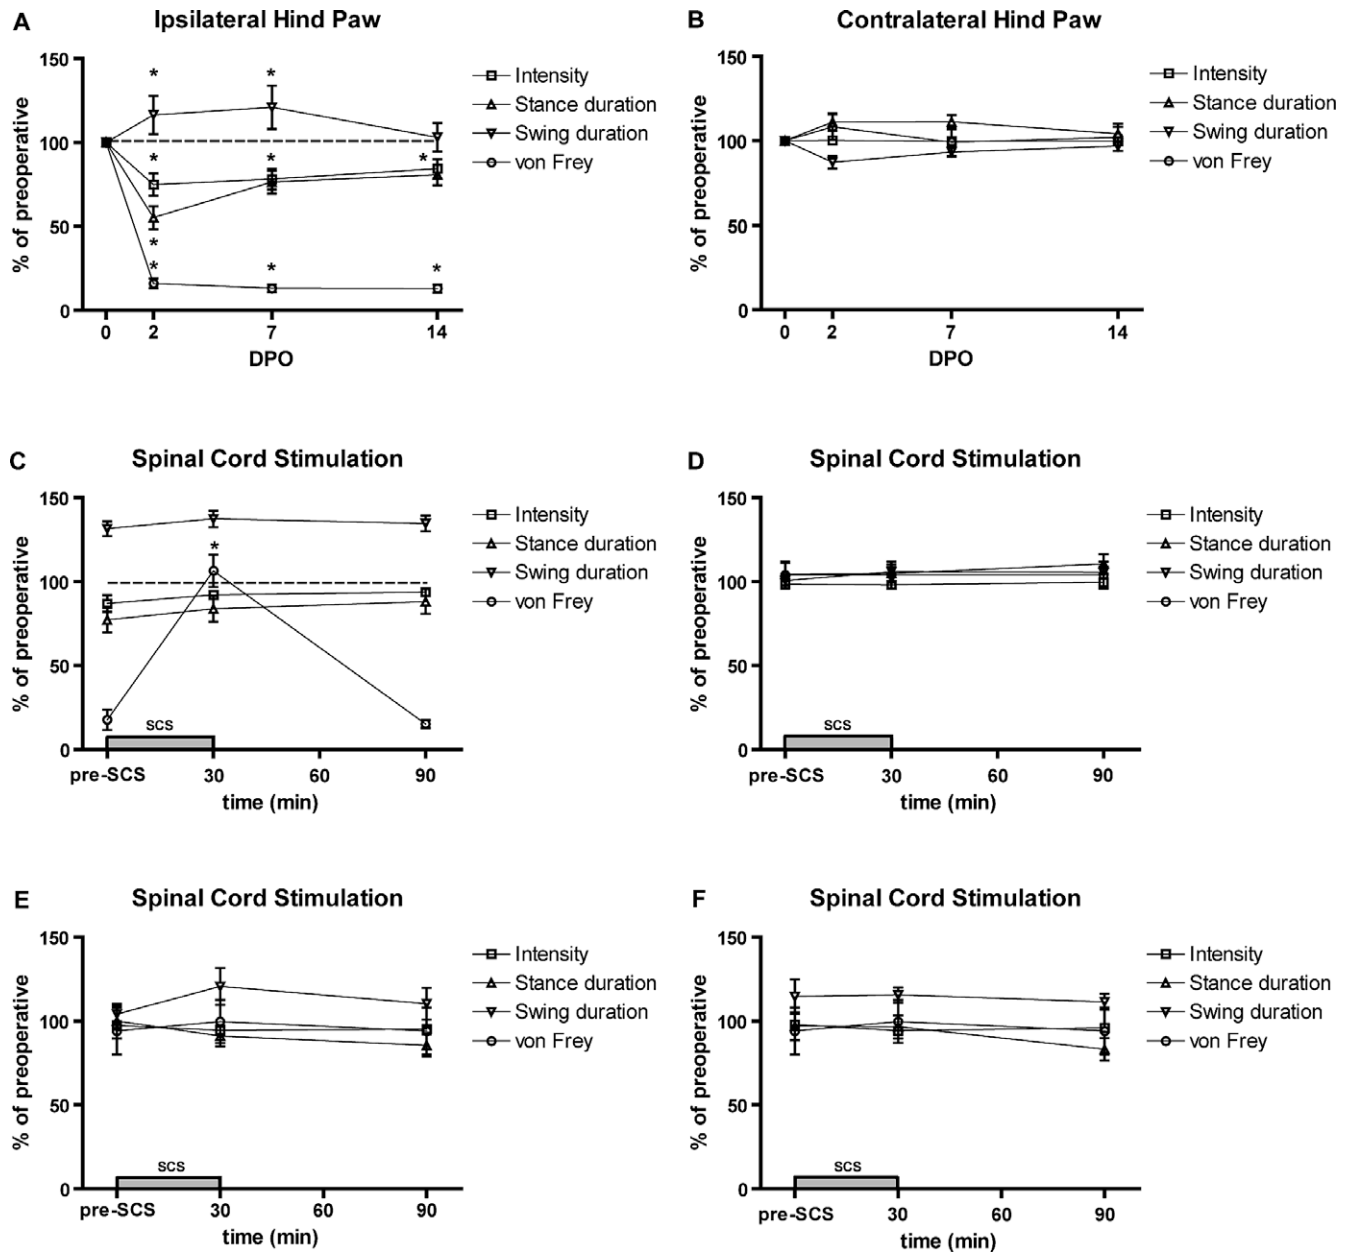 A
Ipsilateral Hind Paw
150
100
50
0
% of preoperative
* *
* * *
*
* * *
0 2 7 14
DPO
Intensity
Stance duration
Swing duration
von Frey
B
Contralateral Hind Paw
150
100
50
0
% of preoperative
0 2 7 14
DPO
Intensity
Stance duration
Swing duration
von Frey
C
Spinal Cord Stimulation
150
100
50
0
% of preoperative
*
SCS
pre-SCS 30 60 90
time (min)
Intensity
Stance duration
Swing duration
von Frey
D
Spinal Cord Stimulation
150
100
50
0
% of preoperative
SCS
pre-SCS 30 60 90
time (min)
Intensity
Stance duration
Swing duration
von Frey
E
Spinal Cord Stimulation
150
100
50
0
% of preoperative
SCS
pre-SCS 30 60 90
time (min)
Intensity
Stance duration
Swing duration
von Frey
F
Spinal Cord Stimulation
150
100
50
0
% of preoperative
SCS
pre-SCS 30 60 90
time (min)
Intensity
Stance duration
Swing duration
von Frey